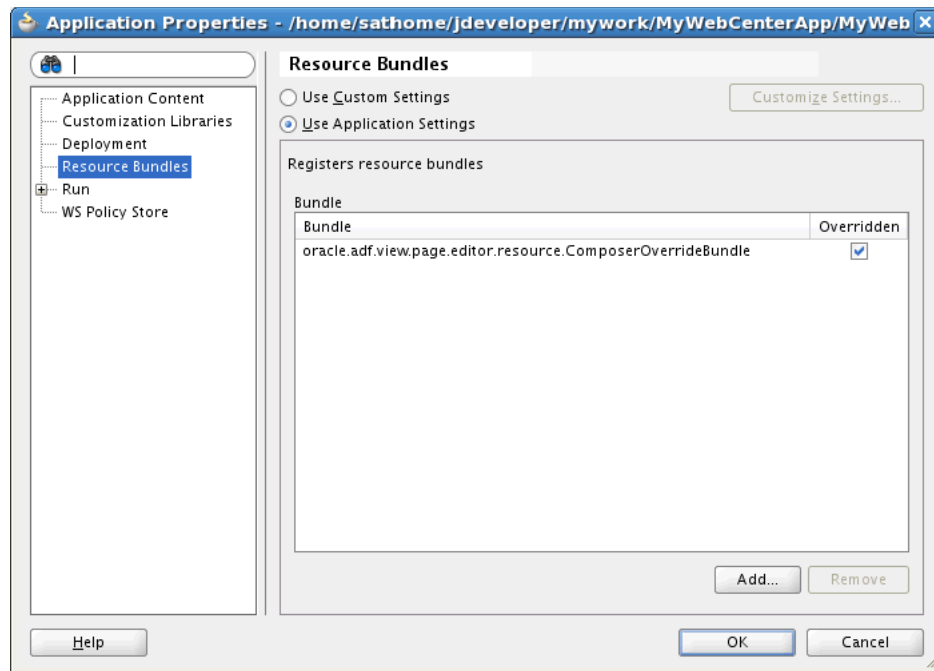 Application Properties - /home/sathome/jdeveloper/mywork/MyWebCenterApp/MyWeb
Resource Bundles
Application Content
Customization Libraries
Deployment
Resource Bundles
Run
WS Policy Store
Use Custom Settings
Customize Settings...
Use Application Settings
Registers resource bundles
Bundle
Bundle Overridden
oracle.adf.view.page.editor.resource.ComposerOverrideBundle
Add... Remove
Help OK Cancel